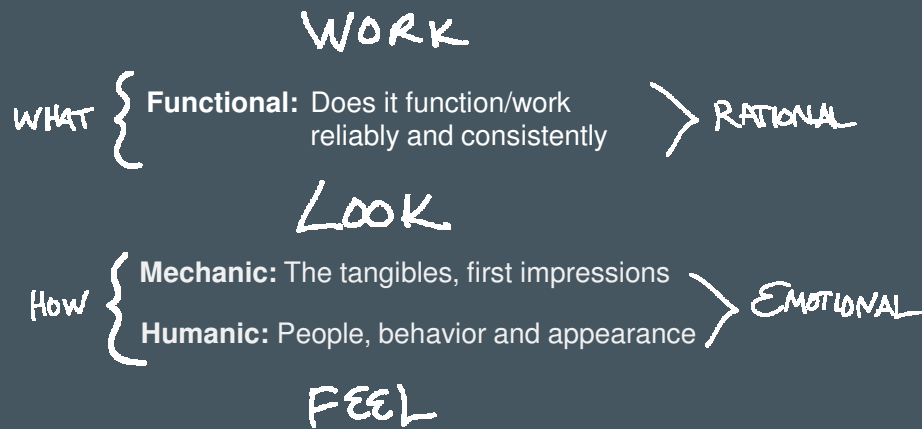 WORK
WHAT
Functional: Does it function/work
reliably and consistently
RATIONAL
LOOK
Mechanic: The tangibles, first impressions
HOW
EMOTIONAL
Humanic: People, behavior and appearance
FEEL